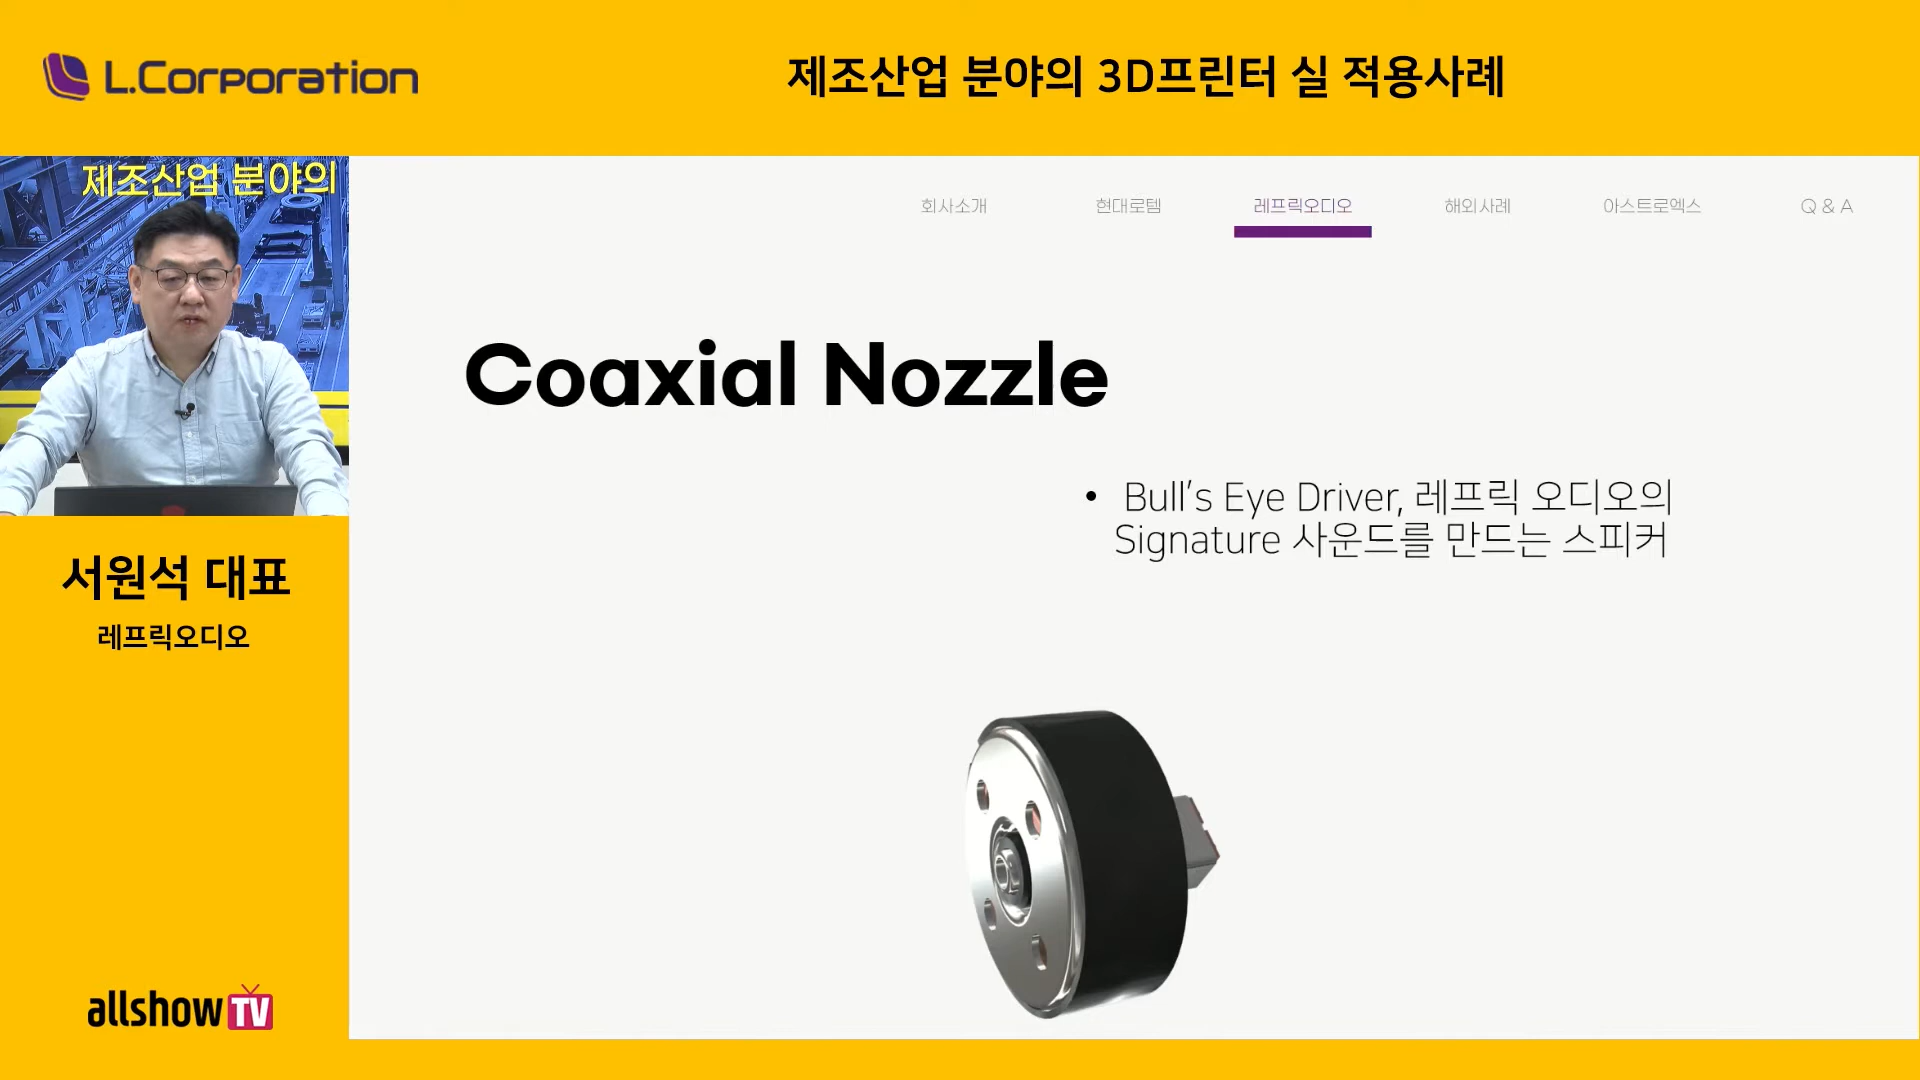 L.Corporation
제조산업 분야의 3D프린터 실 적용사례
제조산업 분야의
회사소개
현대로템
레프릭오디오
해외사례
아스트로엑스
Q & A
Coaxial Nozzle
• Bull's Eye Driver, 레프릭 오디오의
Signature 사운드를 만드는 스피커
서원석 대표
레프릭오디오
allshowTV